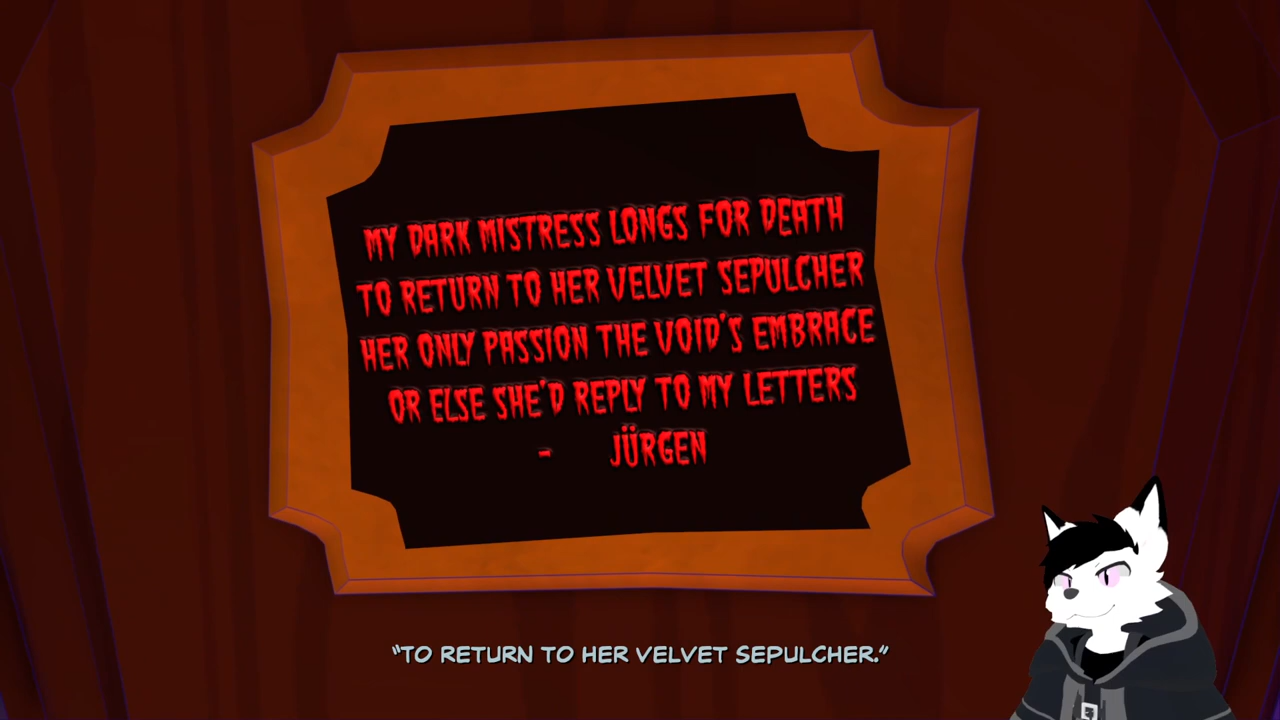 MY DARK MISTRESS LONGS FOR DEATH
TO RETURN TO HER VELVET SEPULCHER
HER ONLY PASSION THE VOID'S EMBRACE
OR ELSE SHE'D REPLY TO MY LETTERS
- JÜRGEN
"TO RETURN TO HER VELVET SEPULCHER."